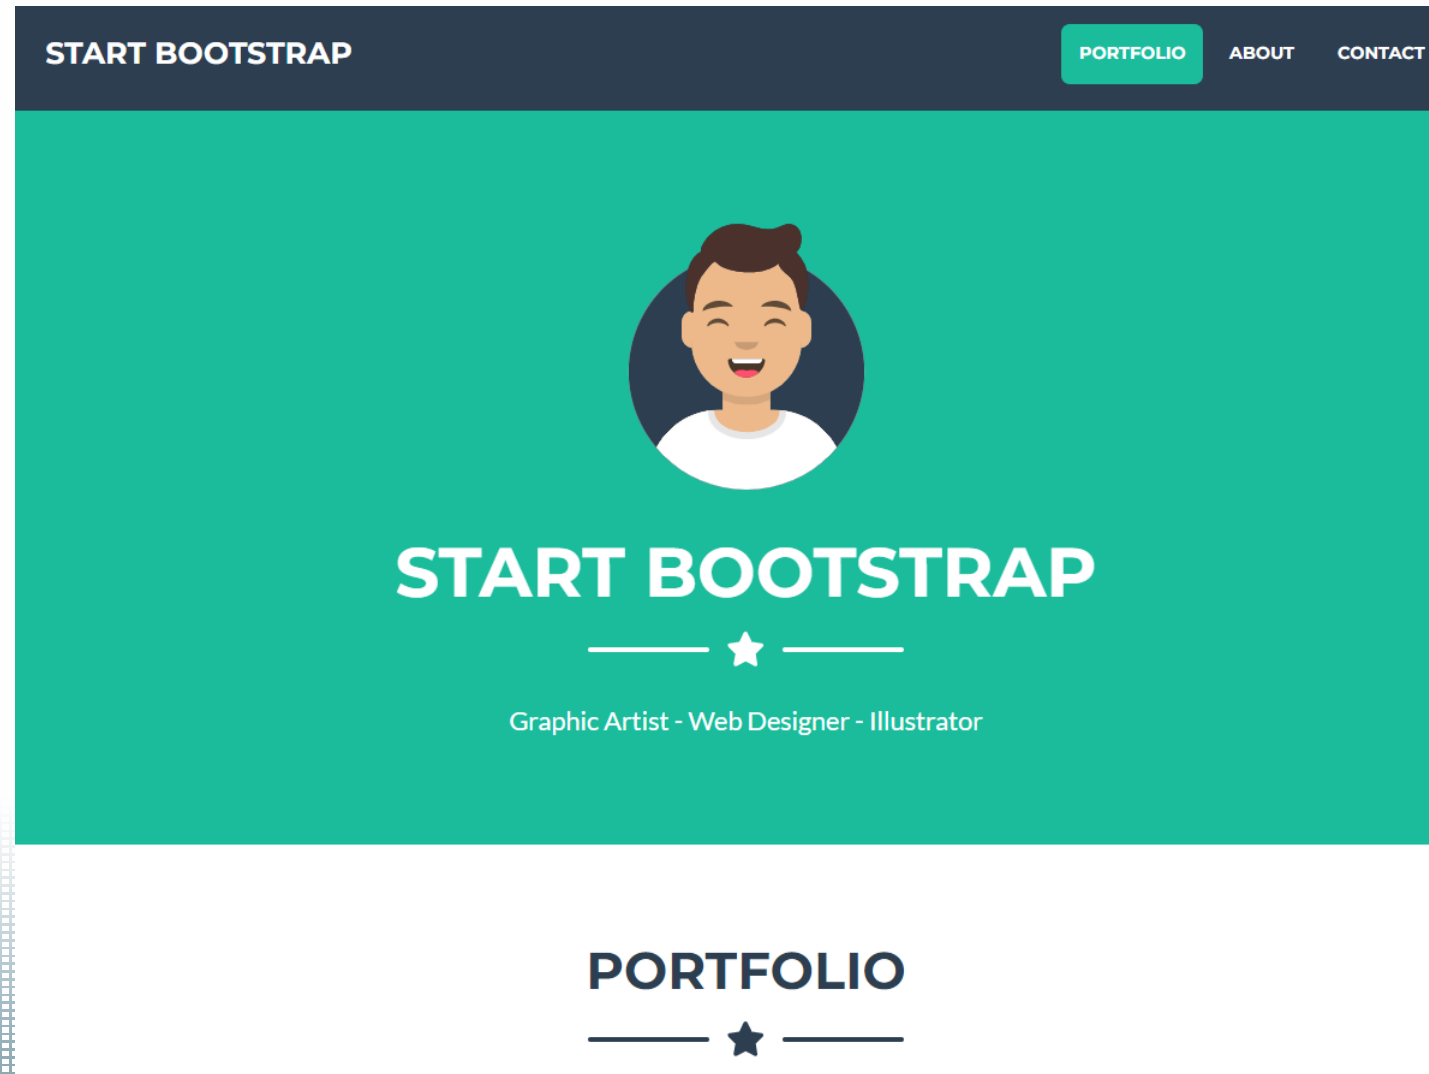 START BOOTSTRAP
PORTFOLIO ABOUT CONTACT
START BOOTSTRAP
Graphic Artist - Web Designer - Illustrator
PORTFOLIO